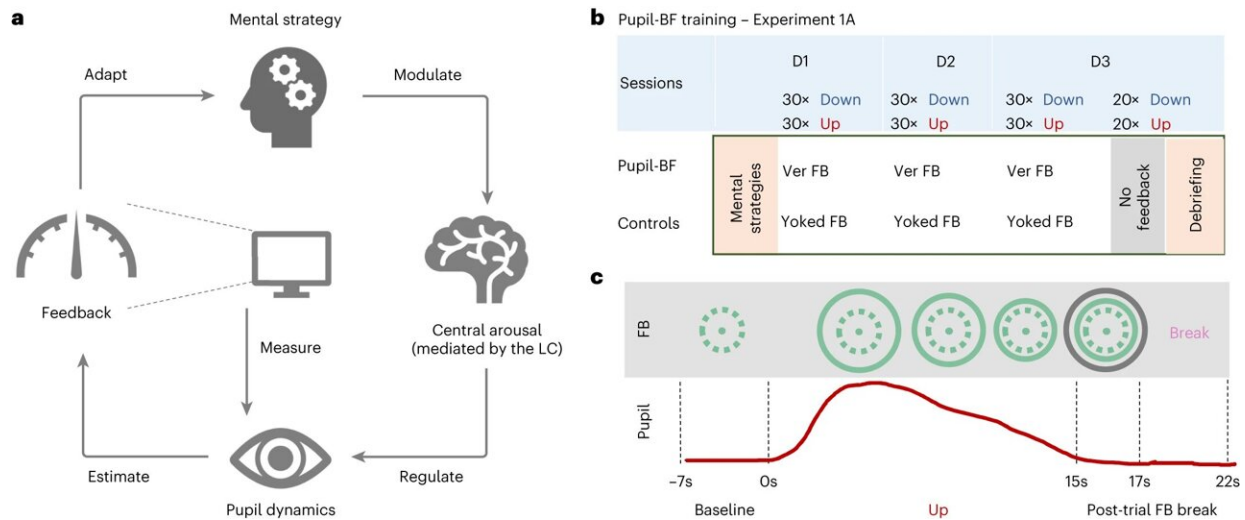 a
Mental strategy
Adapt
Modulate
Feedback
Measure
Central arousal
(mediated by the LC)
Estimate
Regulate
Pupil dynamics
b Pupil-BF training – Experiment 1A
Sessions
D1 D2 D3
30× Down 30× Down 30× Down 20× Down
30× Up 30× Up 30× Up 20× Up
Pupil-BF
Controls
Mental
strategies
Ver FB Ver FB Ver FB
Yoked FB Yoked FB Yoked FB
No
feedback
Debriefing
c
FB
Break
Pupil
–7s 0s 15s 17s 22s
Baseline Up Post-trial FB break